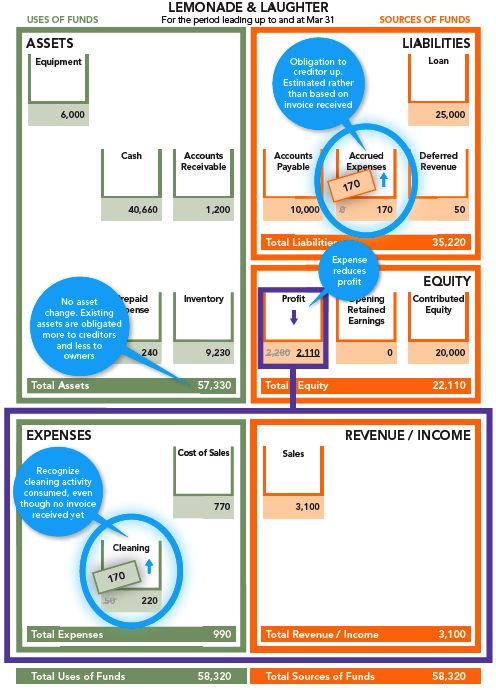 LEMONADE & LAUGHTER
USES OF FUNDS
For the period leading up to and at Mar 31
SOURCES OF FUNDS
ASSETS
Equipment
6,000
Cash
40,660
Accounts
Receivable
1,200
No asset
change. Existing
assets are obligated
more to creditors
and less to
owners
repaid
ense
240
Inventory
9,230
Total Assets
57,330
LIABILITIES
Obligation to
creditor up.
Estimated rather
than based on
invoice received
Loan
25,000
Accounts
Payable
10,000
Accrued
Expenses
170
0
170
Deferred
Revenue
50
Total Liabilitie
35,220
Expense
reduces
profit
EQUITY
Profit
2,280
2,110
pening
Retained
Earnings
0
Contributed
Equity
20,000
Total Equity
22,110
EXPENSES
Cost of Sales
770
Recognize
cleaning activity
consumed, even
though no invoice
received yet
Cleaning
170
50
220
Total Expenses
990
REVENUE / INCOME
Sales
3,100
Total Revenue / Income
3,100
Total Uses of Funds
58,320
Total Sources of Funds
58,320